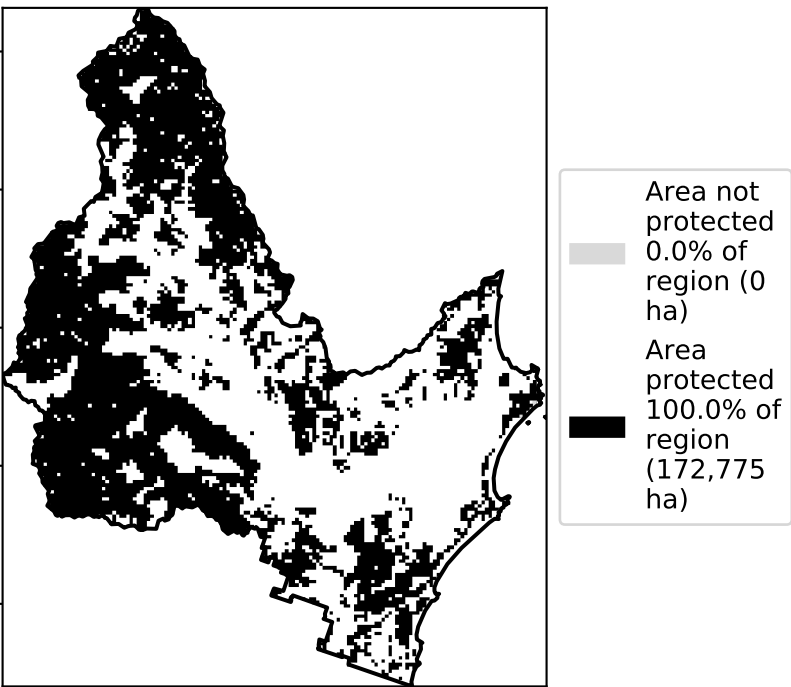 Area not
protected
0.0% of
region (0
ha)
Area
protected
100.0% of
region
(172,775
ha)